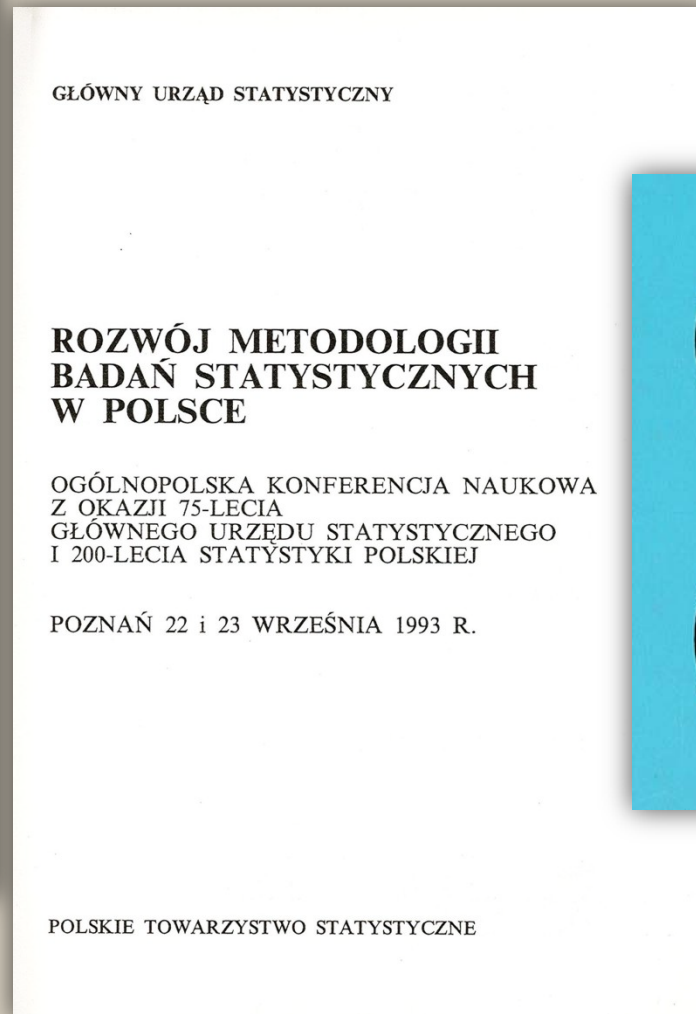 GŁÓWNY URZĄD STATYSTYCZNY
ROZWÓJ METODOLOGII
BADAŃ STATYSTYCZNYCH
W POLSCE
OGÓLNOPOLSKA KONFERENCJA NAUKOWA
Z OKAZJI 75-LECIA
GŁÓWNEGO URZĘDU STATYSTYCZNEGO
I 200-LECIA STATYSTYKI POLSKIEJ
POZNAŃ 22 i 23 WRZEŚNIA 1993 R.
POLSKIE TOWARZYSTWO STATYSTYCZNE